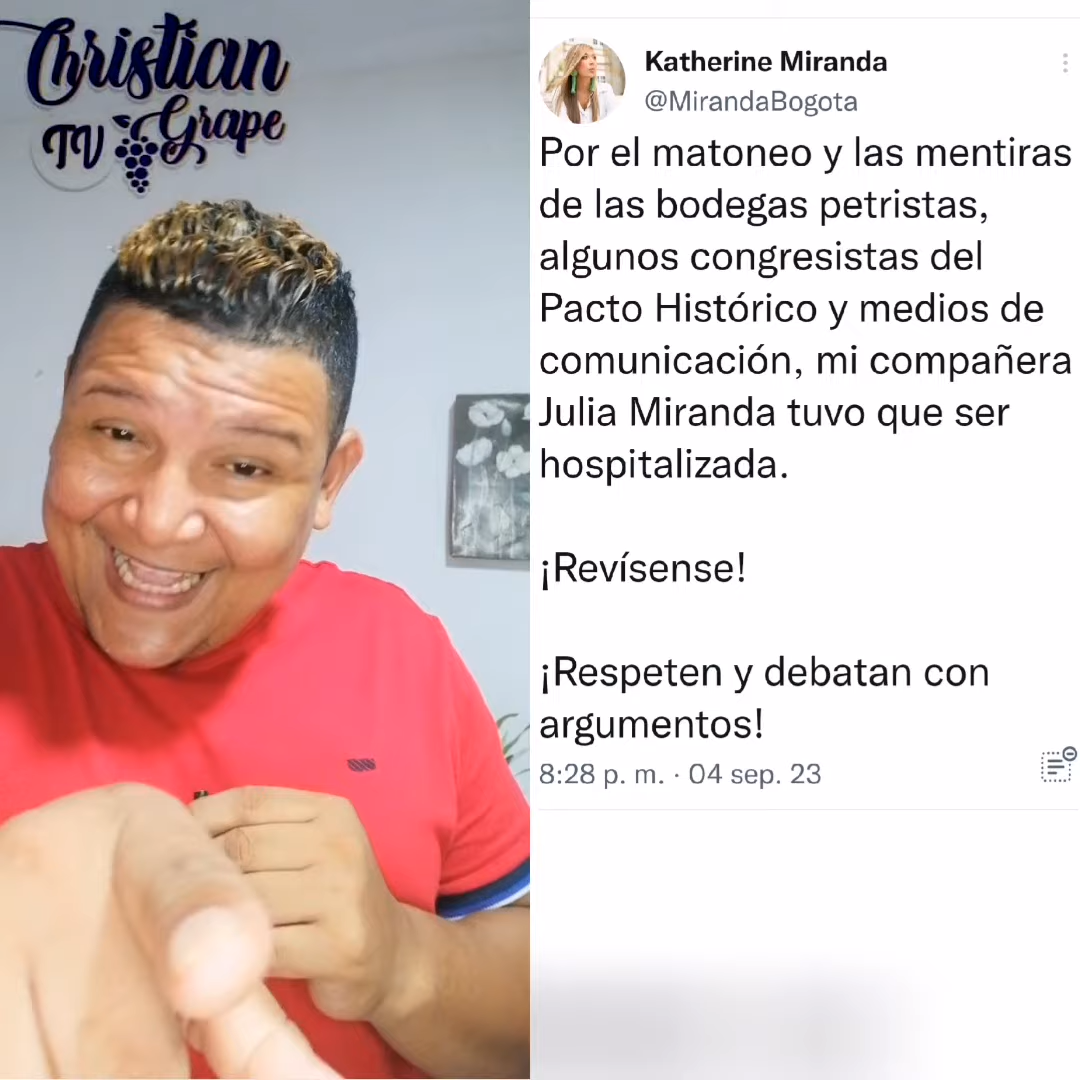 Christian
TV Grape
Katherine Miranda
@MirandaBogota
Por el matoneo y las mentiras
de las bodegas petristas,
algunos congresistas del
Pacto Histórico y medios de
comunicación, mi compañera
Julia Miranda tuvo que ser
hospitalizada.
¡Revísense!
¡Respeten y debatan con
argumentos!
8:28 p. m. · 04 sep. 23